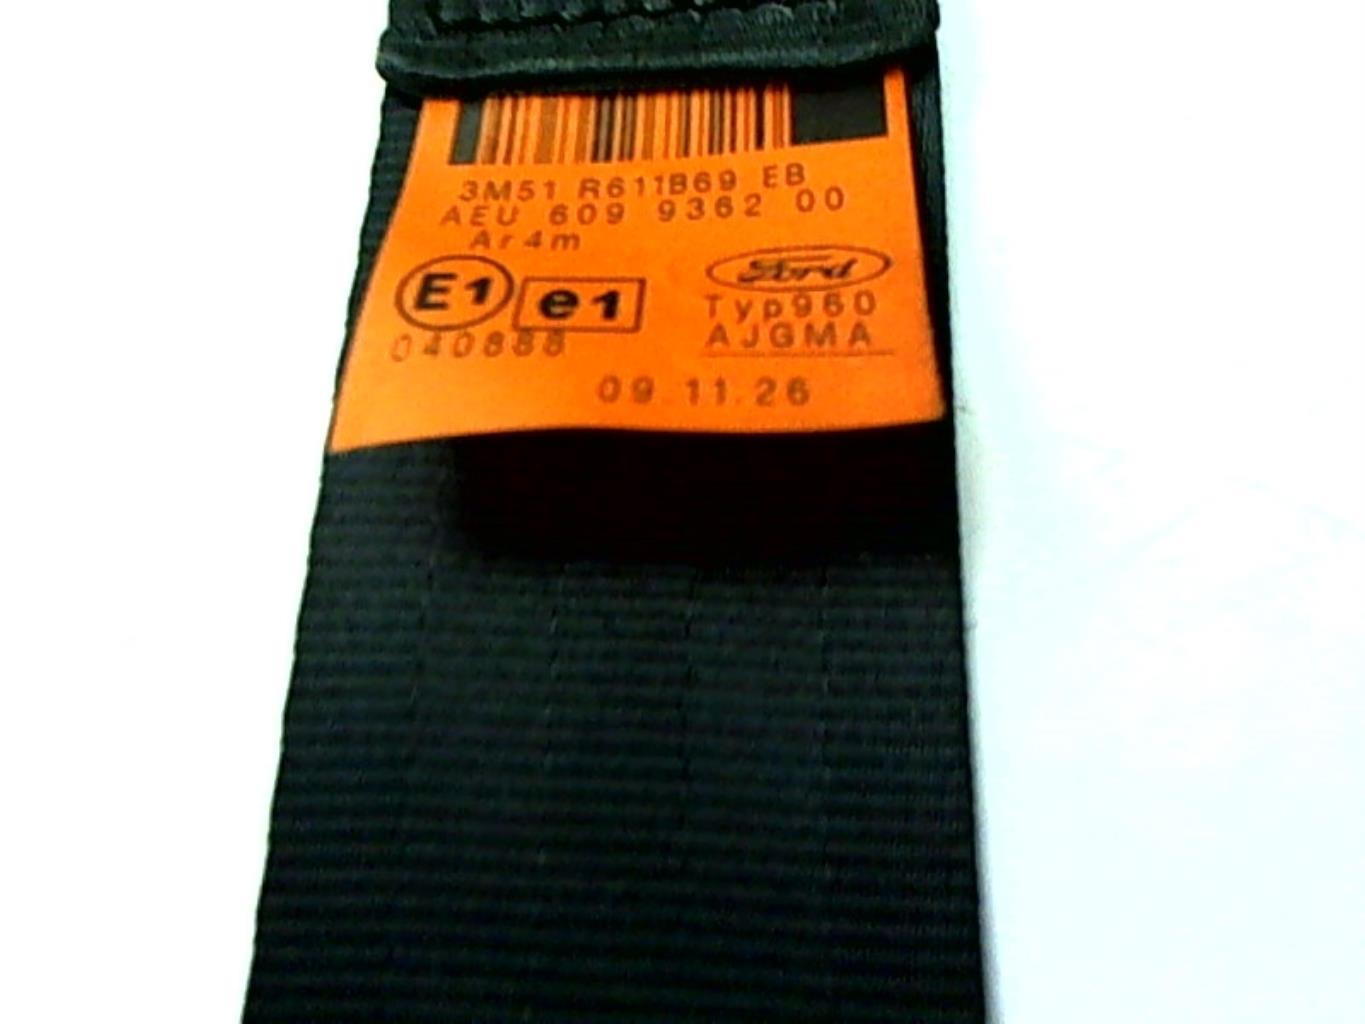 3M51 R611B69 EB
AEU 609 9362 00
Ar4m
E1 e1
Ford
Typ960
040888
AJGMA
09.11.26